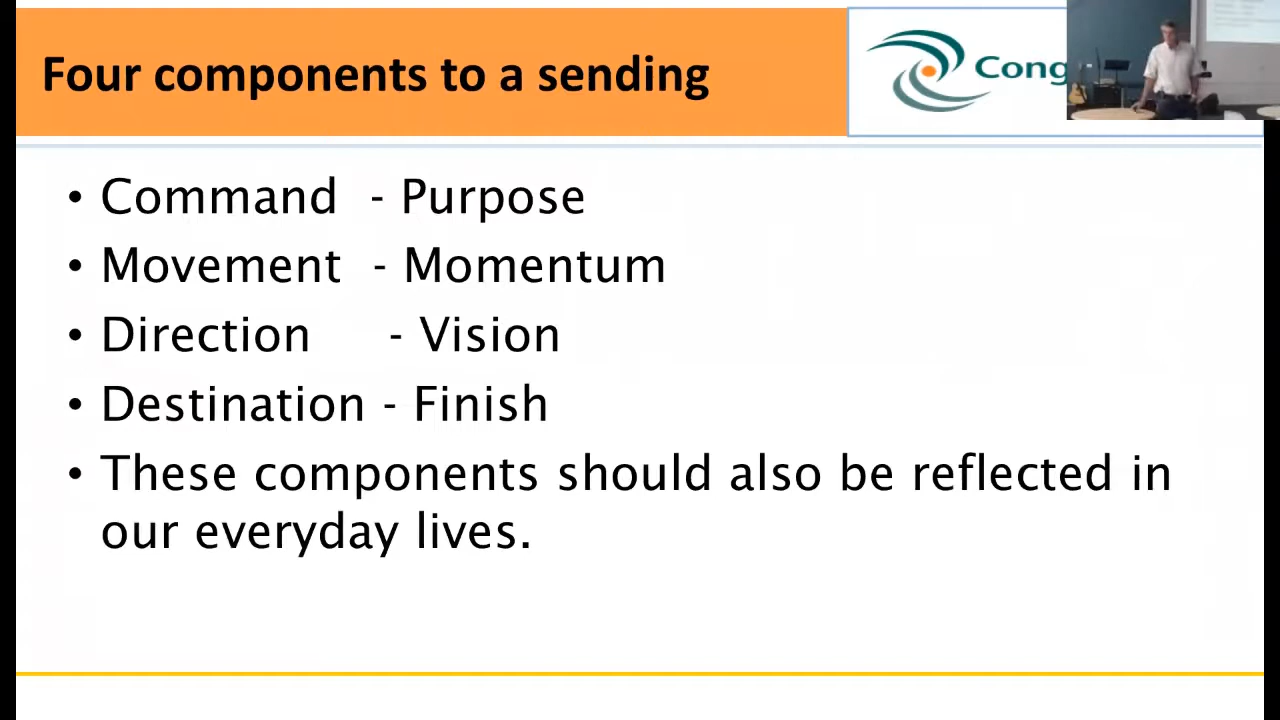 Four components to a sending
Cong
• Command - Purpose
• Movement - Momentum
• Direction - Vision
• Destination - Finish
• These components should also be reflected in
our everyday lives.